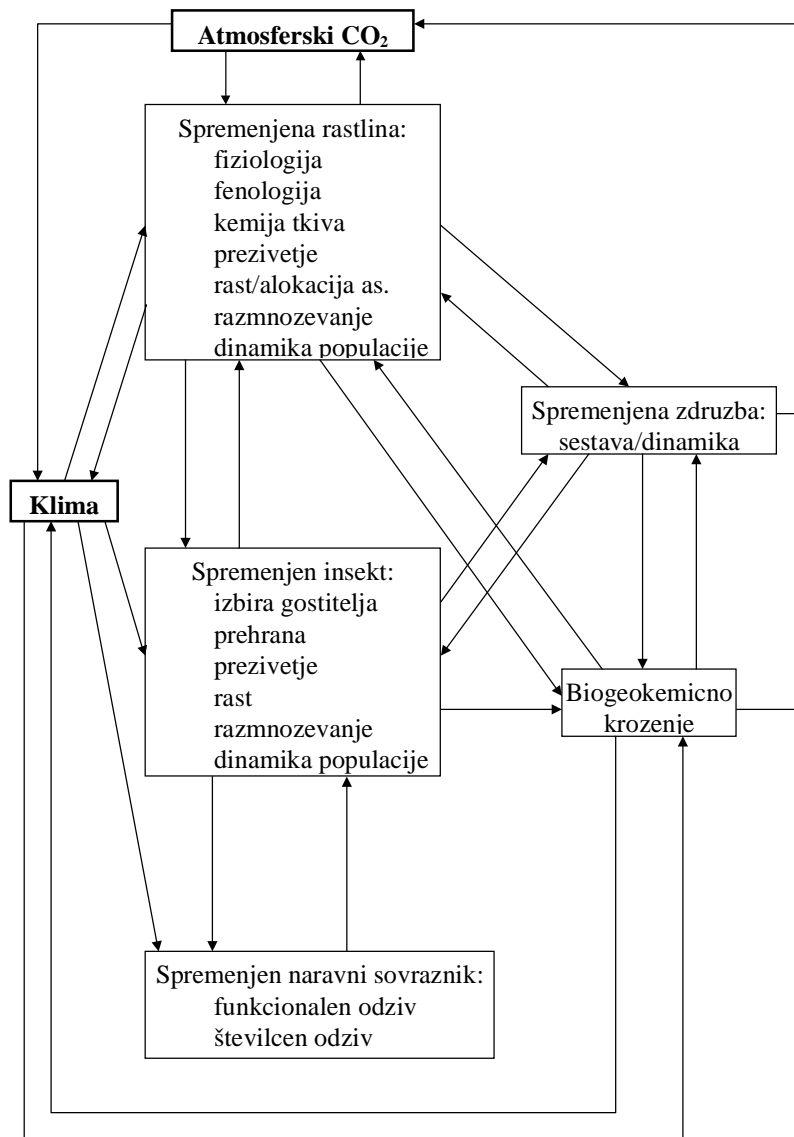 Atmosferski CO₂
Spremenjena rastlina:
fiziologija
fenologija
kemija tkiva
prezivetje
rast/alokacija as.
razmnozevanje
dinamika populacije
Spremenjena zdruzba:
sestava/dinamika
Klima
Spremenjen insekt:
izbira gostitelja
prehrana
prezivetje
rast
razmnozevanje
dinamika populacije
Biogeokemicno
krozenje
Spremenjen naravni sovraznik:
funkcionalen odziv
številcen odziv